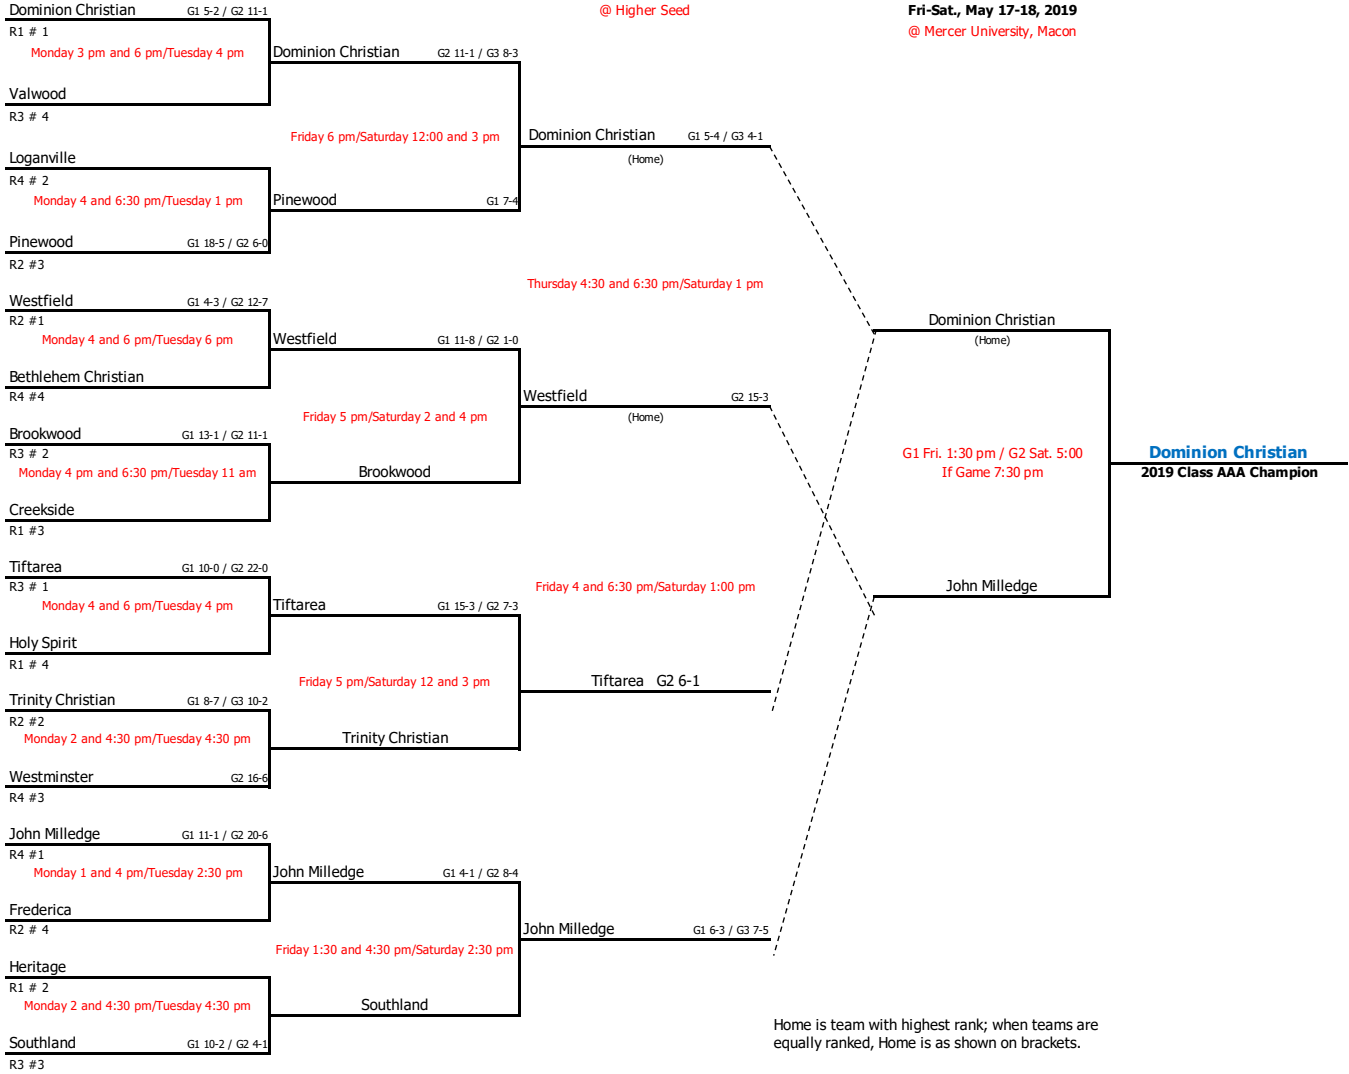 Dominion Christian G1 5-2 / G2 11-1
R1 # 1
Monday 3 pm and 6 pm/Tuesday 4 pm
Valwood
R3 # 4
Loganville
R4 # 2
Monday 4 and 6:30 pm/Tuesday 1 pm
Pinewood G1 18-5 / G2 6-0
R2 #3
Westfield G1 4-3 / G2 12-7
R2 #1
Monday 4 and 6 pm/Tuesday 6 pm
Bethlehem Christian
R4 #4
Brookwood G1 13-1 / G2 11-1
R3 # 2
Monday 4 pm and 6:30 pm/Tuesday 11 am
Creekside
R1 #3
Tiftarea G1 10-0 / G2 22-0
R3 # 1
Monday 4 and 6 pm/Tuesday 4 pm
Holy Spirit
R1 # 4
Trinity Christian G1 8-7 / G3 10-2
R2 #2
Monday 2 and 4:30 pm/Tuesday 4:30 pm
Westminster G2 16-6
R4 #3
John Milledge G1 11-1 / G2 20-6
R4 #1
Monday 1 and 4 pm/Tuesday 2:30 pm
Frederica
R2 # 4
Heritage
R1 # 2
Monday 2 and 4:30 pm/Tuesday 4:30 pm
Southland G1 10-2 / G2 4-1
R3 #3
Dominion Christian G2 11-1 / G3 8-3
Friday 6 pm/Saturday 12:00 and 3 pm
Pinewood G1 7-4
Westfield G1 11-8 / G2 1-0
Friday 5 pm/Saturday 2 and 4 pm
Brookwood
Tiftarea G1 15-3 / G2 7-3
Friday 5 pm/Saturday 12 and 3 pm
Trinity Christian
John Milledge G1 4-1 / G2 8-4
Friday 1:30 and 4:30 pm/Saturday 2:30 pm
Southland
@ Higher Seed
Dominion Christian G1 5-4 / G3 4-1
(Home)
Thursday 4:30 and 6:30 pm/Saturday 1 pm
Westfield G2 15-3
(Home)
Friday 4 and 6:30 pm/Saturday 1:00 pm
Tiftarea G2 6-1
John Milledge G1 6-3 / G3 7-5
Fri-Sat., May 17-18, 2019
@ Mercer University, Macon
Dominion Christian
(Home)
G1 Fri. 1:30 pm / G2 Sat. 5:00
If Game 7:30 pm
John Milledge
Dominion Christian
2019 Class AAA Champion
Home is team with highest rank; when teams are
equally ranked, Home is as shown on brackets.